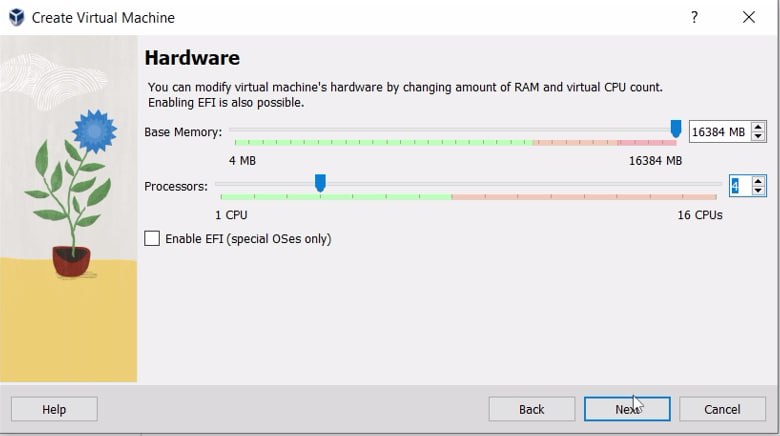 Create Virtual Machine
?
Hardware
You can modify virtual machine's hardware by changing amount of RAM and virtual CPU count.
Enabling EFI is also possible.
Base Memory:
16384 MB
4 MB
16384 MB
Processors:
4
1 CPU
16 CPUs
Enable EFI (special OSes only)
Help
Back
Next
Cancel